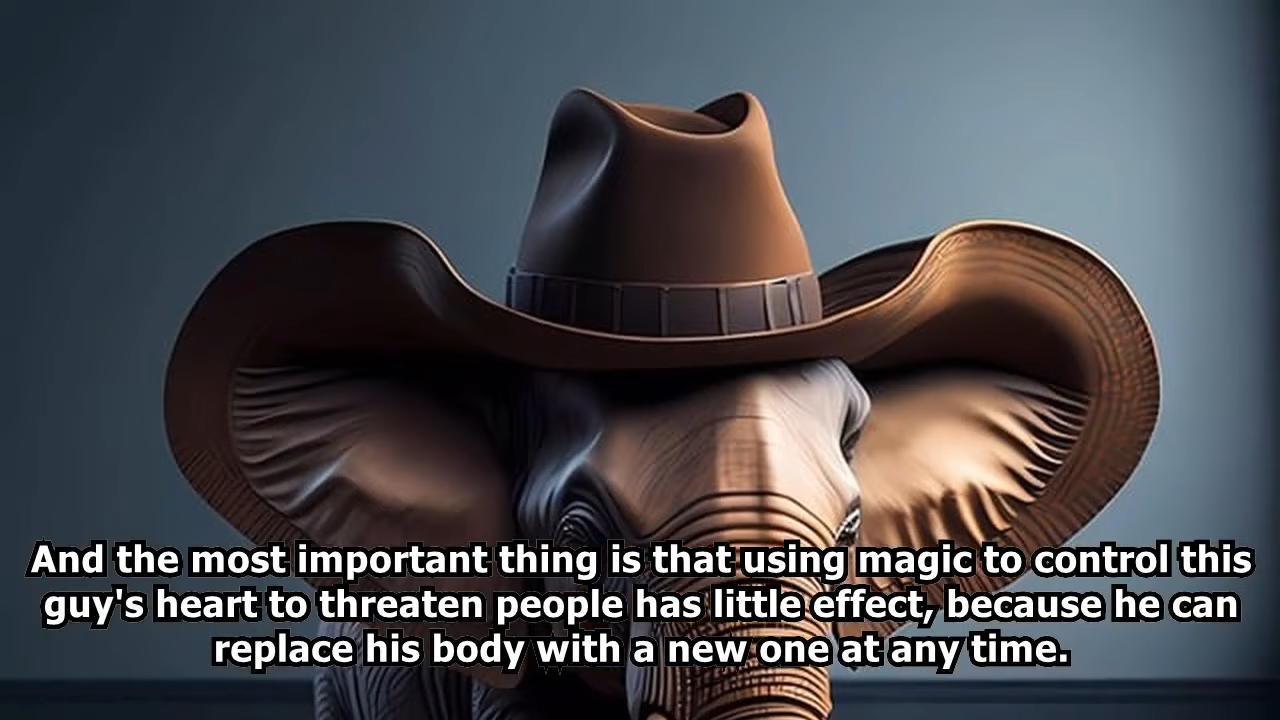 And the most important thing is that using magic to control this
guy's heart to threaten people has little effect, because he can
replace his body with a new one at any time.